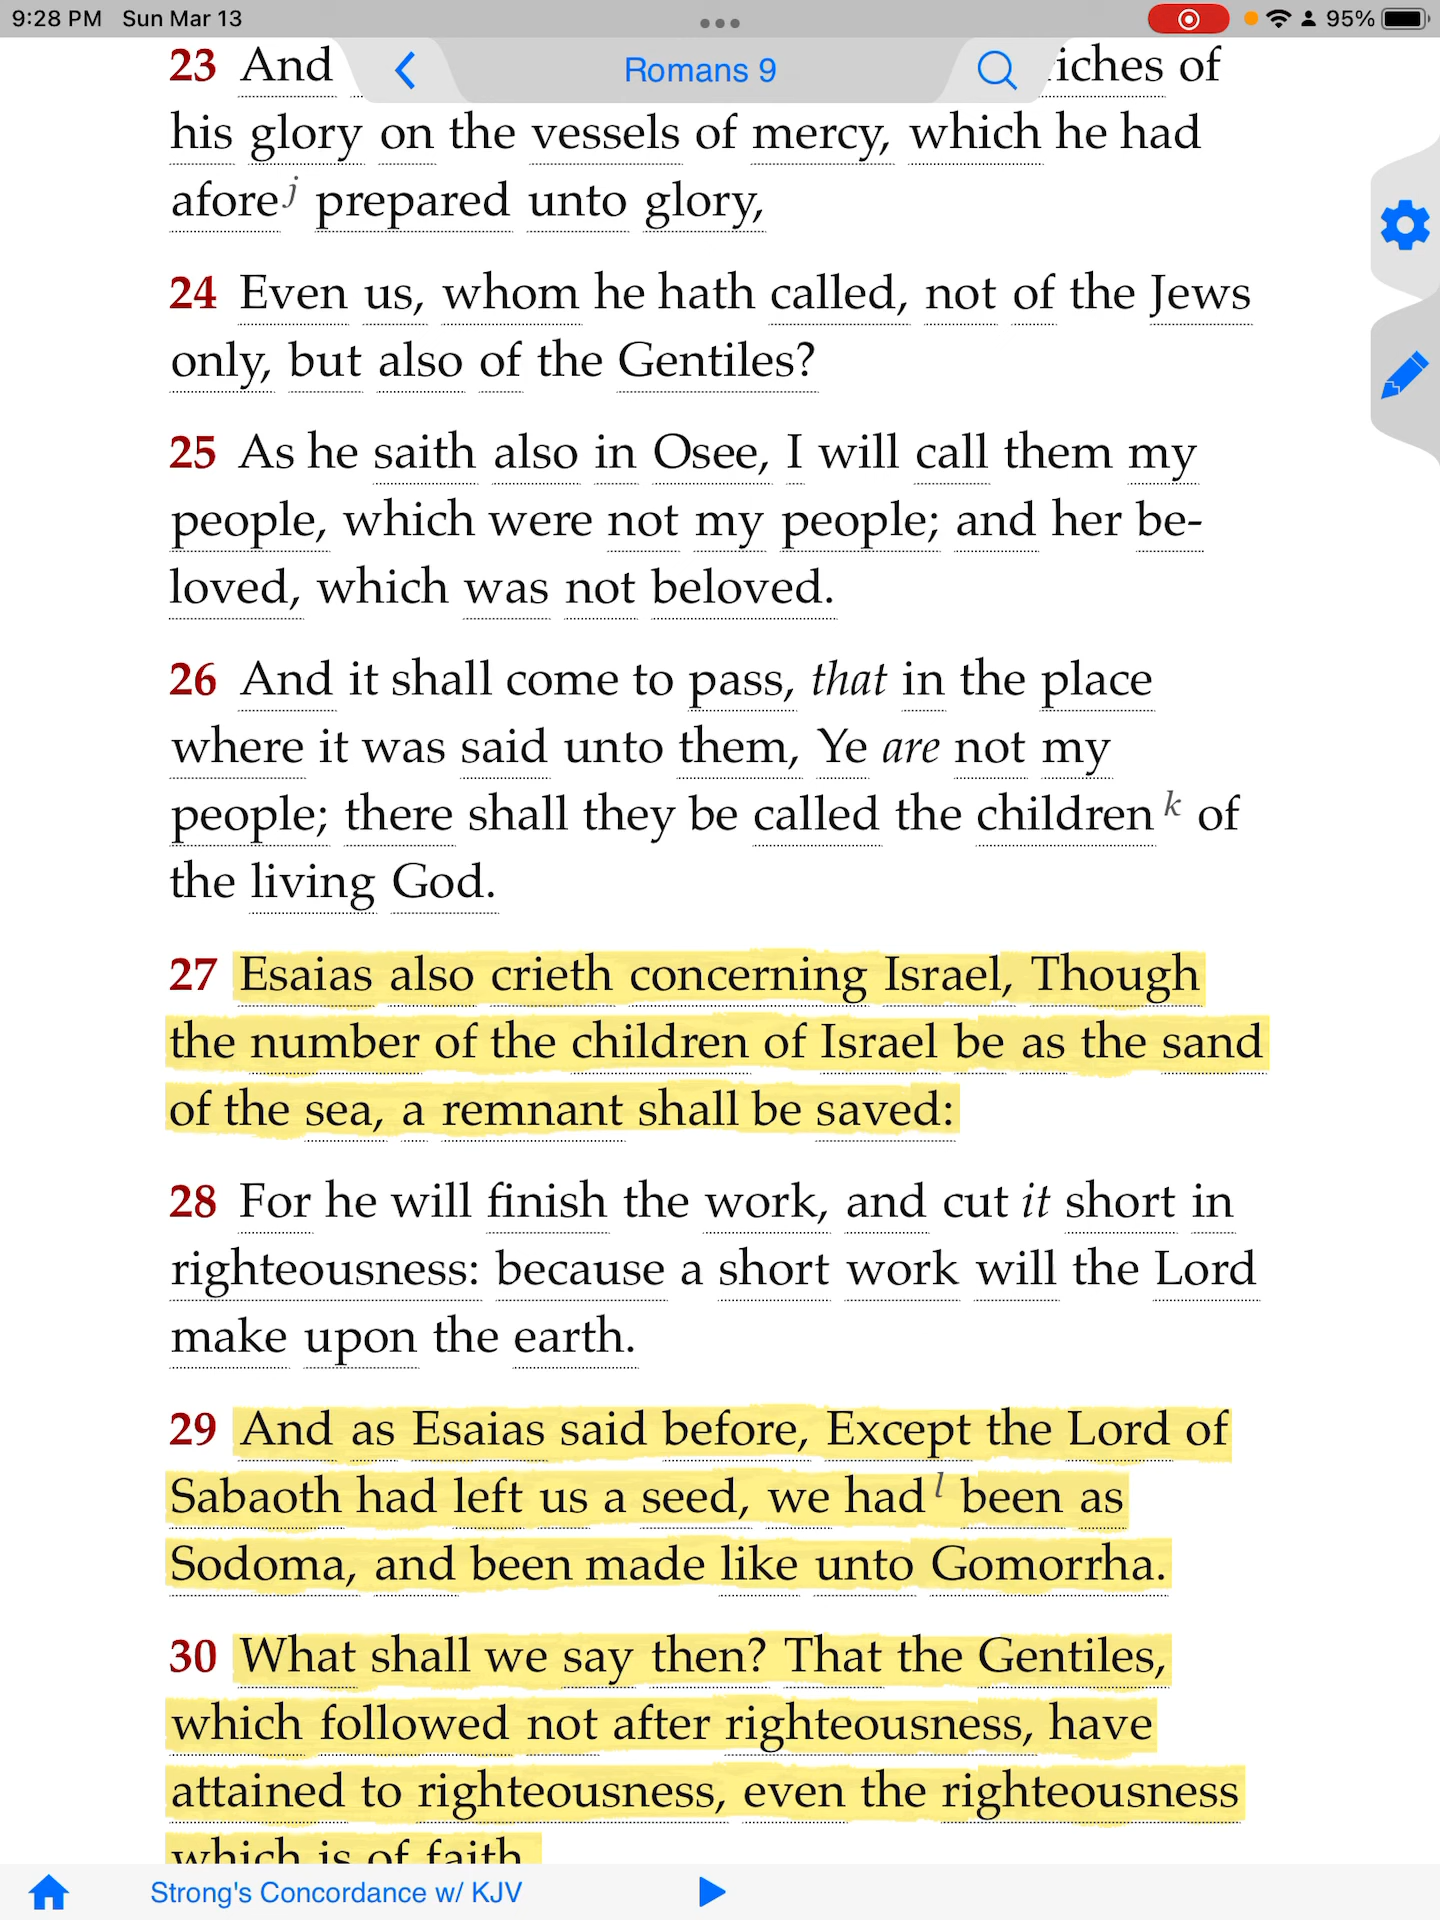 9:28 PM Sun Mar 13
95%
Romans 9
23 And iches of
his glory on the vessels of mercy, which he had
afore j prepared unto glory,
24 Even us, whom he hath called, not of the Jews
only, but also of the Gentiles?
25 As he saith also in Osee, I will call them my
people, which were not my people; and her be-
loved, which was not beloved.
26 And it shall come to pass, that in the place
where it was said unto them, Ye are not my
people; there shall they be called the children k of
the living God.
27 Esaias also crieth concerning Israel, Though
the number of the children of Israel be as the sand
of the sea, a remnant shall be saved:
28 For he will finish the work, and cut it short in
righteousness: because a short work will the Lord
make upon the earth.
29 And as Esaias said before, Except the Lord of
Sabaoth had left us a seed, we had l been as
Sodoma, and been made like unto Gomorrha.
30 What shall we say then? That the Gentiles,
which followed not after righteousness, have
attained to righteousness, even the righteousness
which is of faith
Strong's Concordance w/ KJV